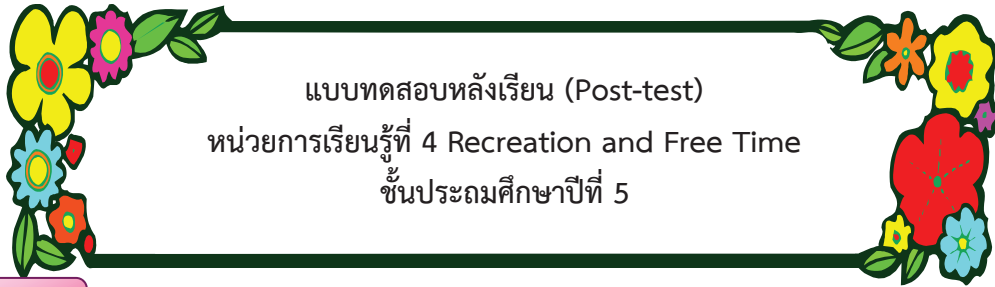 แบบทดสอบหลังเรียน (Post-test)
หน่วยการเรียนรู้ที่ 4 Recreation and Free Time
ชั้นประถมศึกษาปีที่ 5